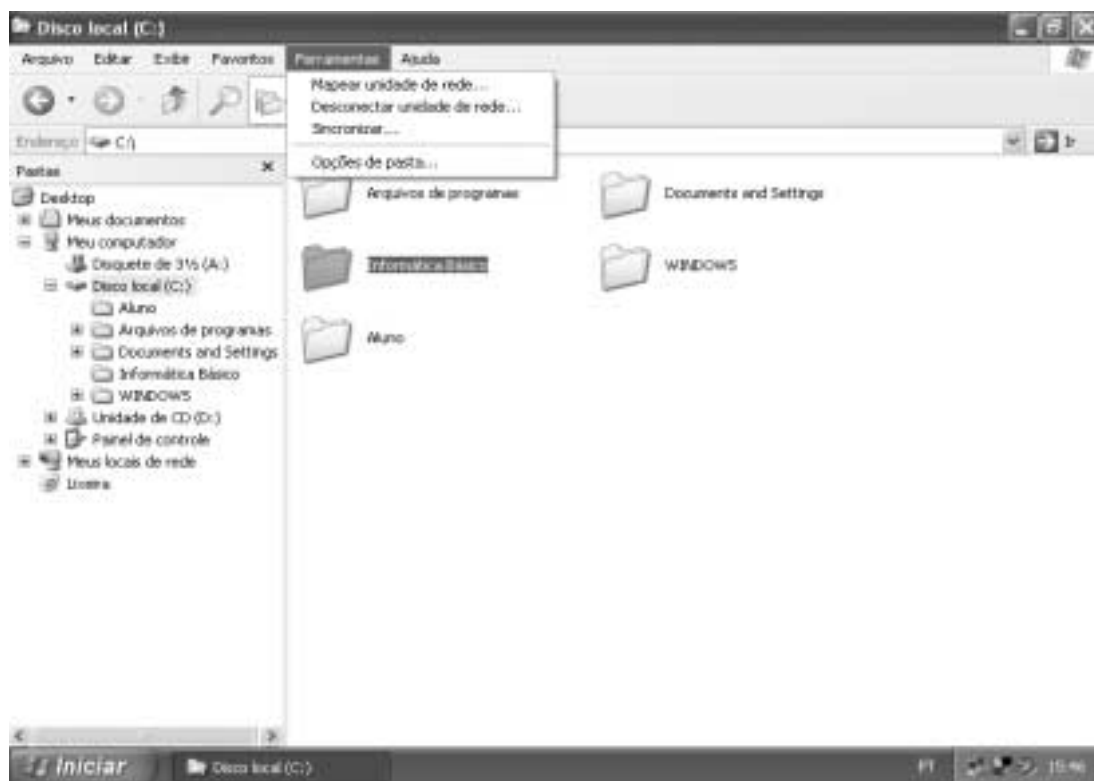 Disco local (C:)
Arquivo Editar Exibir Favoritos Ferramentas Ajuda
Mapear unidade de rede...
Desconectar unidade de rede...
Sincronizar...
Opções de pasta...
Endereço C:\ Ir
Pastas
Desktop
Meus documentos
Meu computador
Disquete de 3½ (A:)
Disco local (C:)
Aluno
Arquivos de programas
Documents and Settings
Informática Básico
WINDOWS
Unidade de CD (D:)
Painel de controle
Meus locais de rede
Lixeira
Arquivos de programas
Documents and Settings
Informática Básico
WINDOWS
Aluno
Iniciar Disco local (C:) PT 15:46